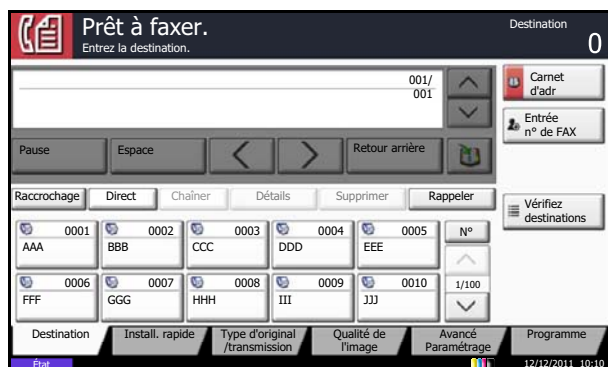 Prêt à faxer.
Entrez la destination.
Destination
0
001/
001
Carnet
d'adr
Entrée
n° de FAX
Pause
Espace
Retour arrière
Raccrochage
Direct
Chaîner
Détails
Supprimer
Rappeler
Vérifiez
destinations
0001
AAA
0002
BBB
0003
CCC
0004
DDD
0005
EEE
N°
0006
FFF
0007
GGG
0008
HHH
0009
III
0010
JJJ
1/100
Destination
Install. rapide
Type d'original
/transmission
Qualité de
l'image
Avancé
Paramétrage
Programme
État
12/12/2011 10:10